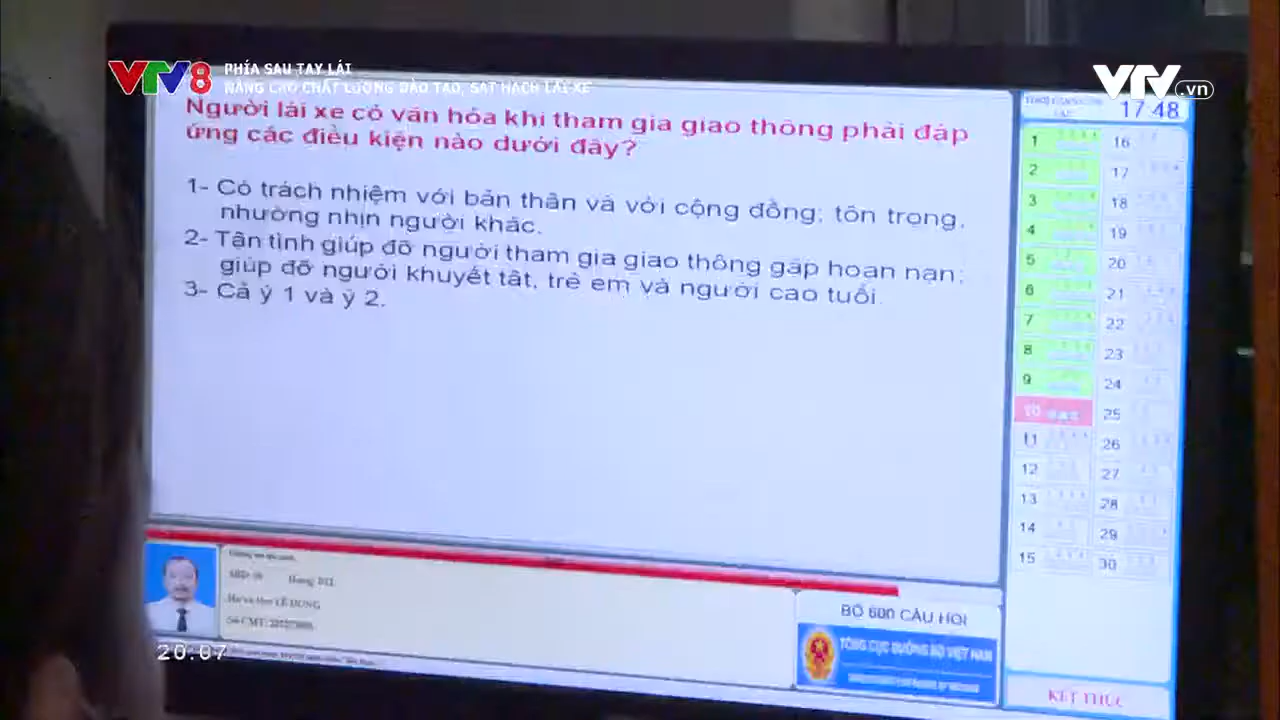 VTV8
PHÍA SAU TAY LÁI
NÂNG CAO CHẤT LƯỢNG ĐÀO TẠO, SÁT HẠCH LÁI XE
VTV.vn
17:48
Người lái xe có văn hóa khi tham gia giao thông phải đáp
ứng các điều kiện nào dưới đây?
1- Có trách nhiệm với bản thân và với cộng đồng; tôn trọng,
nhường nhịn người khác.
2- Tận tình giúp đỡ người tham gia giao thông gặp hoạn nạn;
giúp đỡ người khuyết tật, trẻ em và người cao tuổi.
3- Cả ý 1 và ý 2.
1 16
2 17
3 18
4 19
5 20
6 21
7 22
8 23
9 24
10 25
11 26
12 27
13 28
14 29
15 30
Họ và tên: LÊ DUNG
BỘ 600 CÂU HỎI
TỔNG CỤC ĐƯỜNG BỘ VIỆT NAM
KẾT THÚC
20:07